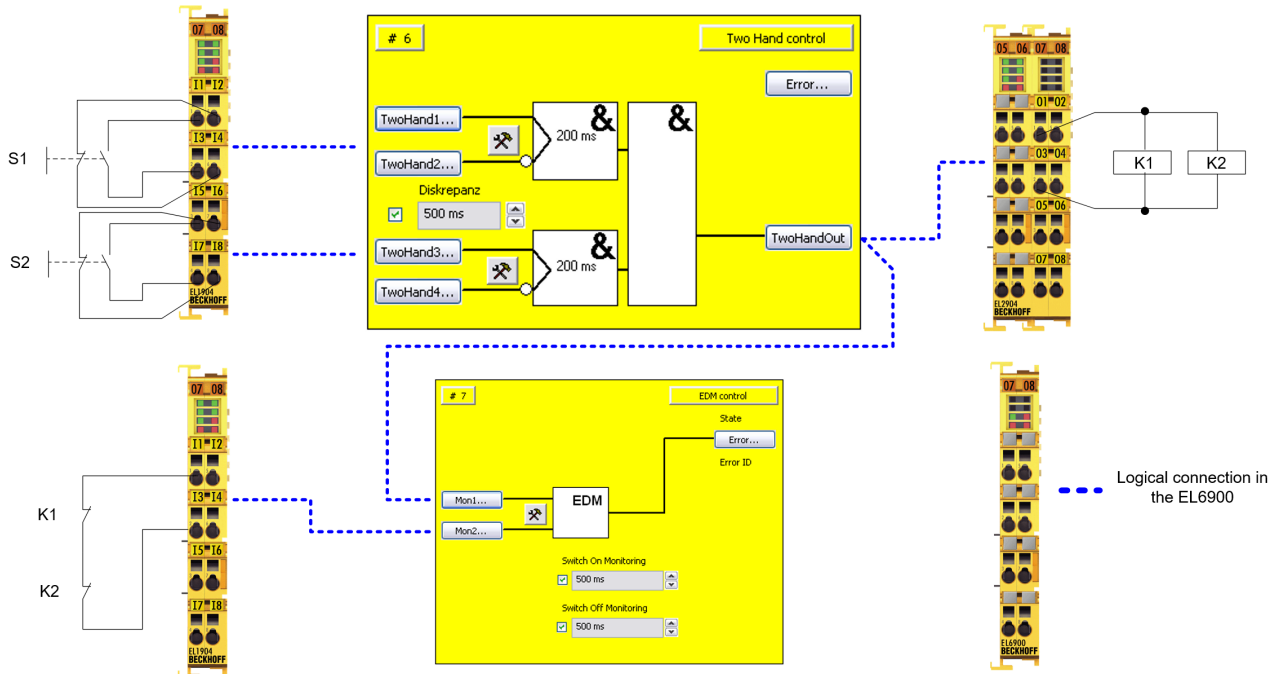 07_08
I1 I2
I3 I4
I5 I6
I7 I8
EL1904
BECKHOFF
S1
S2
# 6
Two Hand control
Error...
TwoHand1...
&
200 ms
TwoHand2...
Diskrepanz
500 ms
TwoHand3...
&
200 ms
TwoHand4...
&
TwoHandOut
05_06 07_08
01 02
03 04
05 06
07 08
EL2904
BECKHOFF
K1
K2
07_08
I1 I2
I3 I4
I5 I6
I7 I8
EL1904
BECKHOFF
K1
K2
# 7
EDM control
State
Error...
Error ID
Mon1...
EDM
Mon2...
Switch On Monitoring
500 ms
Switch Off Monitoring
500 ms
07_08
EL6900
BECKHOFF
Logical connection in
the EL6900